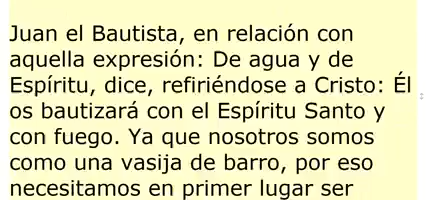 Juan el Bautista, en relación con
aquella expresión: De agua y de
Espíritu, dice, refiriéndose a Cristo: Él
os bautizará con el Espíritu Santo y
con fuego. Ya que nosotros somos
como una vasija de barro, por eso
necesitamos en primer lugar ser